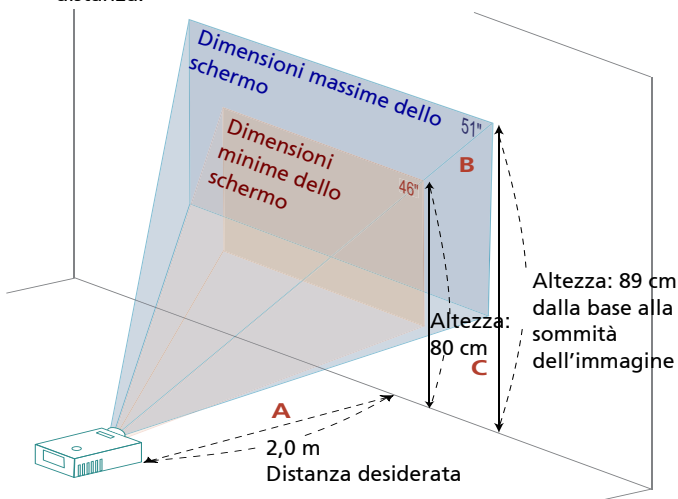 Dimensioni massime dello
schermo
51"
B
Dimensioni
minime dello
schermo
46"
Altezza: 89 cm
dalla base alla
sommità
dell’immagine
Altezza:
80 cm
C
A
2,0 m
Distanza desiderata